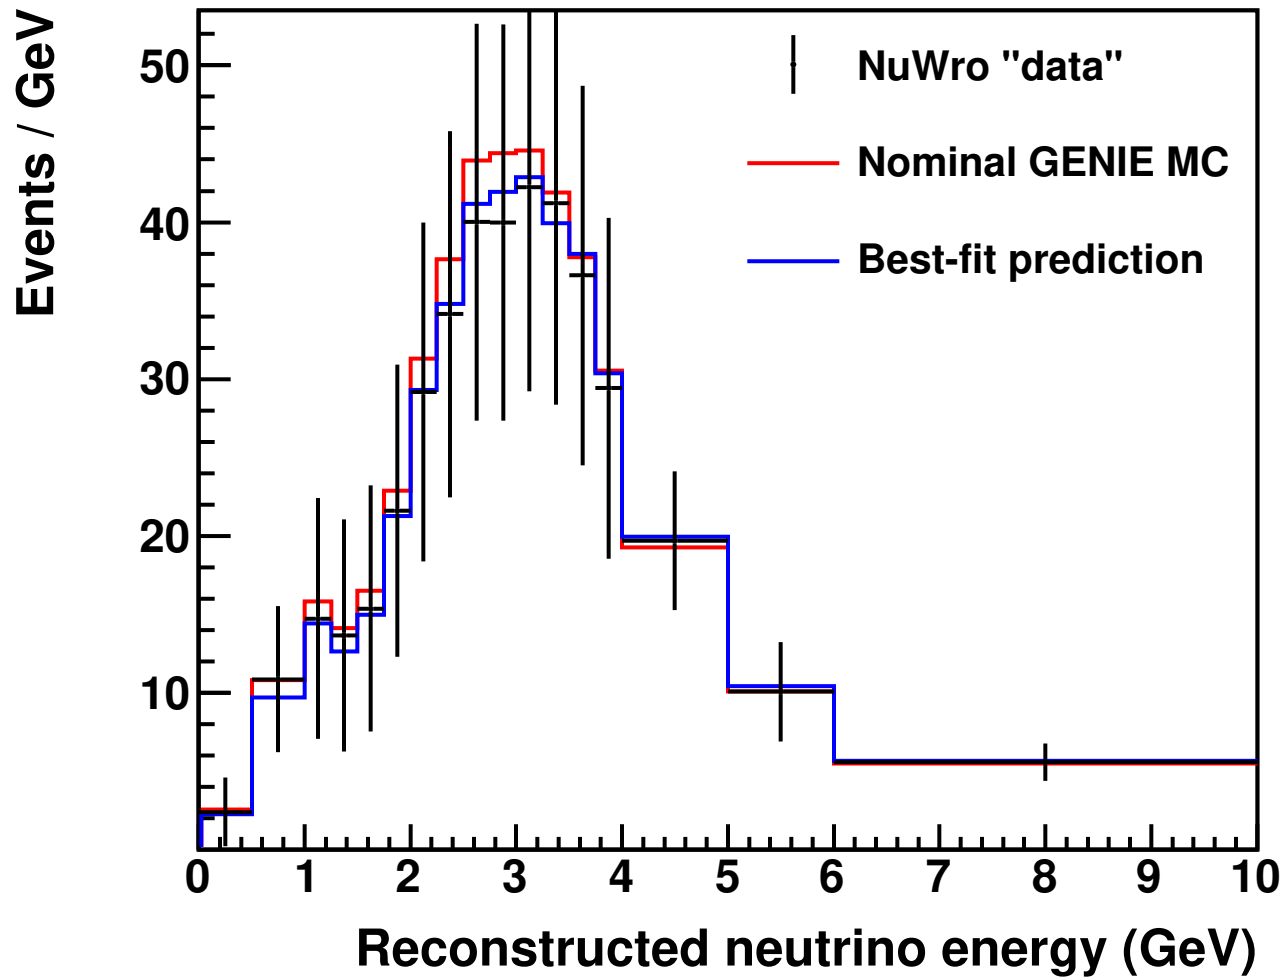 Events / GeV
50
40
30
20
10
NuWro "data"
Nominal GENIE MC
Best-fit prediction
0 1 2 3 4 5 6 7 8 9 10
Reconstructed neutrino energy (GeV)